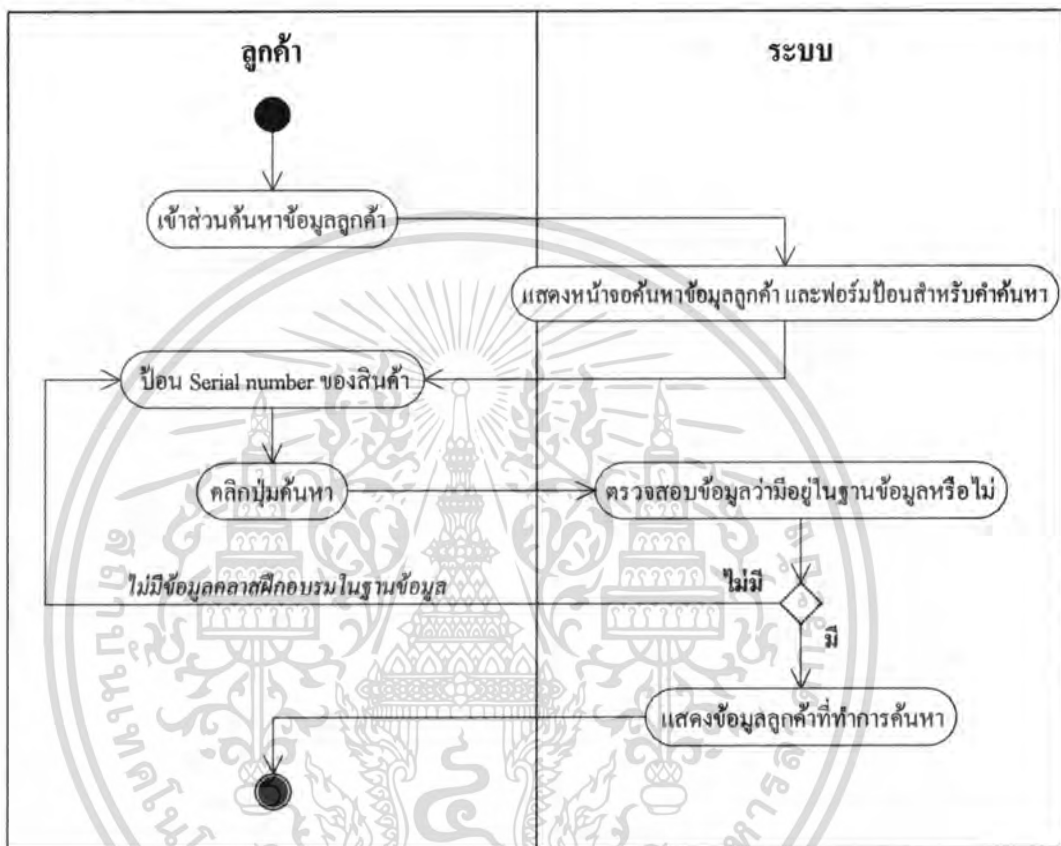 ลูกค้า
ระบบ
เข้าส่วนค้นหาข้อมูลลูกค้า
แสดงหน้าจอค้นหาข้อมูลลูกค้า และฟอร์มป้อนสำหรับคำค้นหา
ป้อน Serial number ของสินค้า
คลิกปุ่มค้นหา
ตรวจสอบข้อมูลว่ามีอยู่ในฐานข้อมูลหรือไม่
ไม่มีข้อมูลคลาสฝึกอบรมในฐานข้อมูล
ไม่มี
มี
แสดงข้อมูลลูกค้าที่ทำการค้นหา